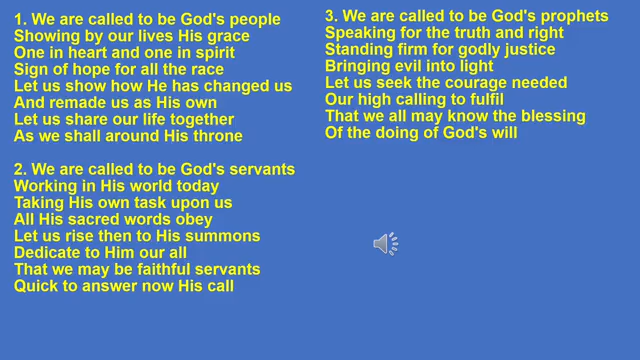 1. We are called to be God's people
Showing by our lives His grace
One in heart and one in spirit
Sign of hope for all the race
Let us show how He has changed us
And remade us as His own
Let us share our life together
As we shall around His throne
2. We are called to be God's servants
Working in His world today
Taking His own task upon us
All His sacred words obey
Let us rise then to His summons
Dedicate to Him our all
That we may be faithful servants
Quick to answer now His call
3. We are called to be God's prophets
Speaking for the truth and right
Standing firm for godly justice
Bringing evil into light
Let us seek the courage needed
Our high calling to fulfil
That we all may know the blessing
Of the doing of God's will